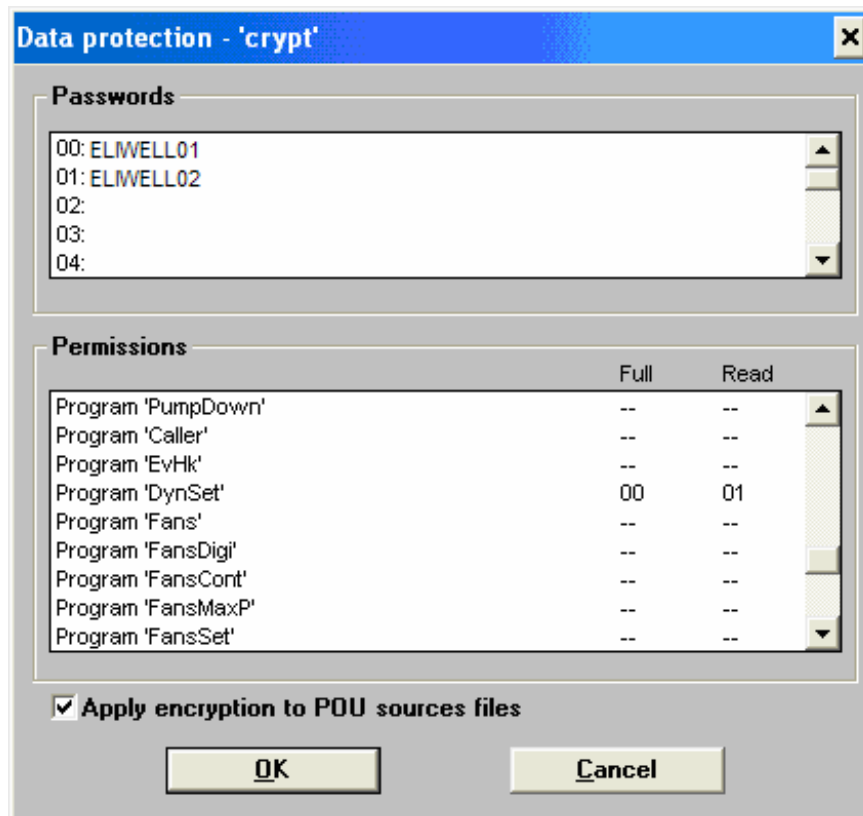 Data protection - 'crypt'
Passwords
00: ELIWELL01
01: ELIWELL02
02:
03:
04:
Permissions
Full Read
Program 'PumpDown' -- --
Program 'Caller' -- --
Program 'EvHk' -- --
Program 'DynSet' 00 01
Program 'Fans' -- --
Program 'FansDigi' -- --
Program 'FansCont' -- --
Program 'FansMaxP' -- --
Program 'FansSet' -- --
Apply encryption to POU sources files
OK Cancel